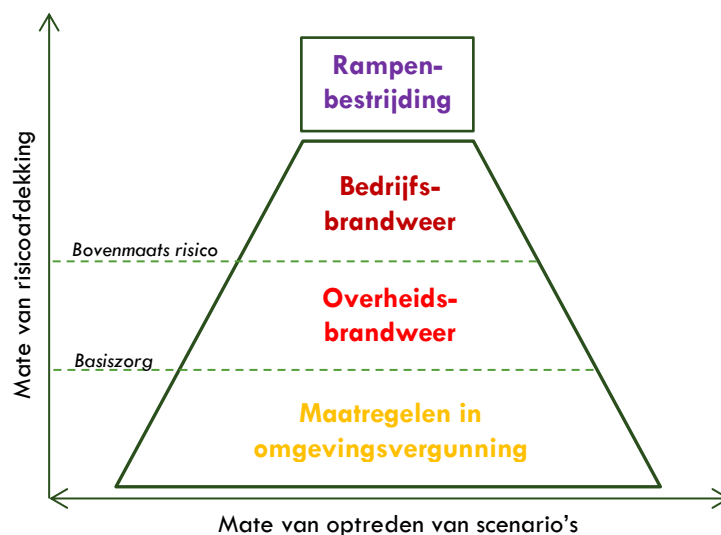 Rampen-
bestrijding
Bedrijfs-
brandweer
Bovenmaats risico
Overheids-
brandweer
Basiszorg
Maatregelen in
omgevingsvergunning
Mate van risicoafdekking
Mate van optreden van scenario's